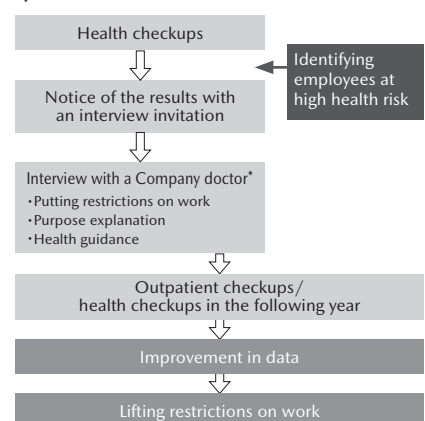 Health checkups
Identifying
employees at
high health risk
Notice of the results with
an interview invitation
Interview with a Company doctor*
・Putting restrictions on work
・Purpose explanation
・Health guidance
Outpatient checkups/
health checkups in the following year
Improvement in data
Lifting restrictions on work